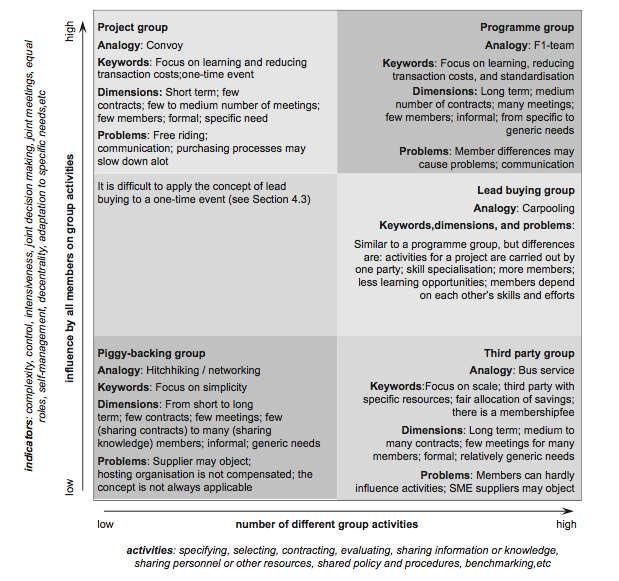 indicators: complexity, control, intensiveness, joint decision making, joint meetings, equal
roles, self-management, decentrality, adaptation to specific needs,etc
influence by all members on group activities
high
low
Project group
Analogy: Convoy
Keywords: Focus on learning and reducing
transaction costs;one-time event
Dimensions: Short term; few
contracts; few to medium number of meetings;
few members; formal; specific need
Problems: Free riding;
communication; purchasing processes may
slow down alot
Programme group
Analogy: F1-team
Keywords: Focus on learning, reducing
transaction costs, and standardisation
Dimensions: Long term; medium
number of contracts; many meetings;
few members; informal; from specific to
generic needs
Problems: Member differences may
cause problems; communication
It is difficult to apply the concept of lead
buying to a one-time event (see Section 4.3)
Lead buying group
Analogy: Carpooling
Keywords,dimensions, and problems:
Similar to a programme group, but differences
are: activities for a project are carried out by
one party; skill specialisation; more members;
less learning opportunities; members depend
on each other's skills and efforts
Piggy-backing group
Analogy: Hitchhiking / networking
Keywords: Focus on simplicity
Dimensions: From short to long
term; few contracts; few meetings; few
(sharing contracts) to many (sharing
knowledge) members; informal; generic needs
Problems: Supplier may object;
hosting organisation is not compensated; the
concept is not always applicable
Third party group
Analogy: Bus service
Keywords:Focus on scale; third party with
specific resources; fair allocation of savings;
there is a membershipfee
Dimensions: Long term; medium to
many contracts; few meetings for many
members; formal; relatively generic needs
Problems: Members can hardly
influence activities; SME suppliers may object
low
number of different group activities
high
activities: specifying, selecting, contracting, evaluating, sharing information or knowledge,
sharing personnel or other resources, shared policy and procedures, benchmarking,etc